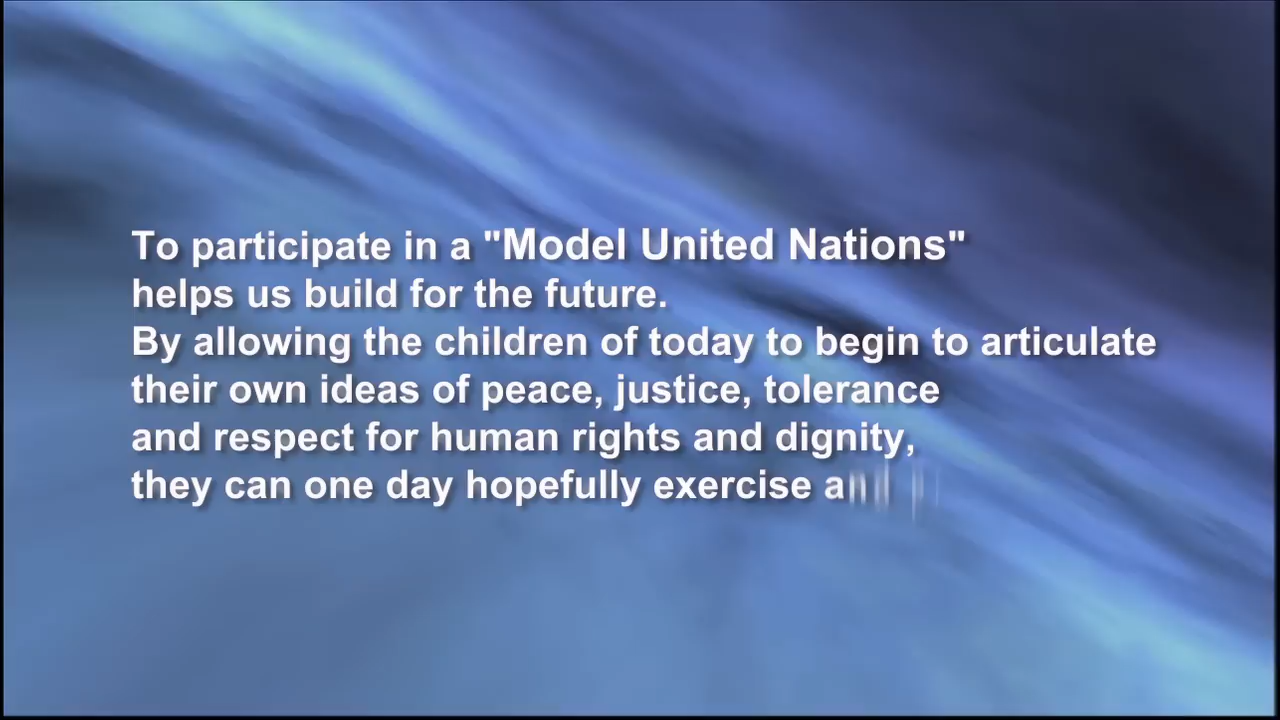 To participate in a "Model United Nations"
helps us build for the future.
By allowing the children of today to begin to articulate
their own ideas of peace, justice, tolerance
and respect for human rights and dignity,
they can one day hopefully exercise and